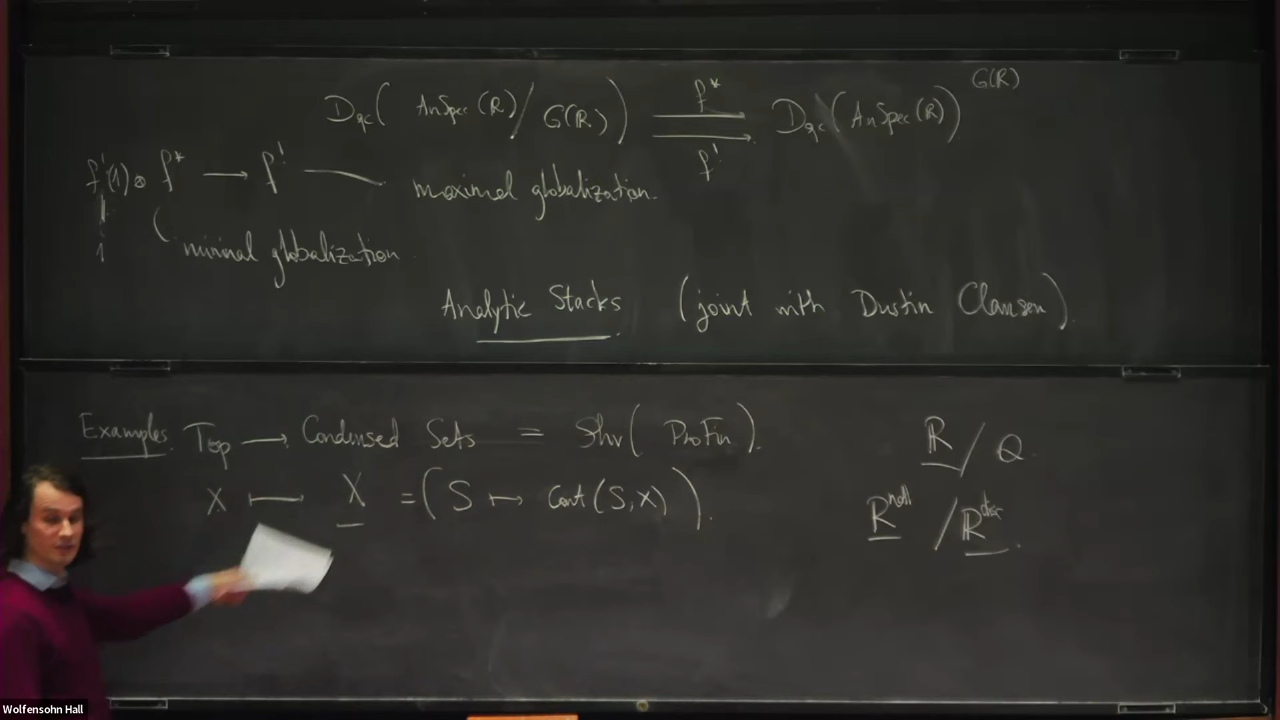 D_qc( AnSpec(R) / G(R) ) ⇉ D_qc(AnSpec(R))^G(R)
f^*
f^!
f^!(1) ⊗ f^* → f^! — maximal globalization.
1
minimal globalization
Analytic Stacks (joint with Dustin Clausen).
Examples. Top → Condensed Sets = Shv( ProFin ).
X ↦ X = ( S ↦ Cont(S,X) ).
R / Q
R / R^disc.
Wolfensohn Hall